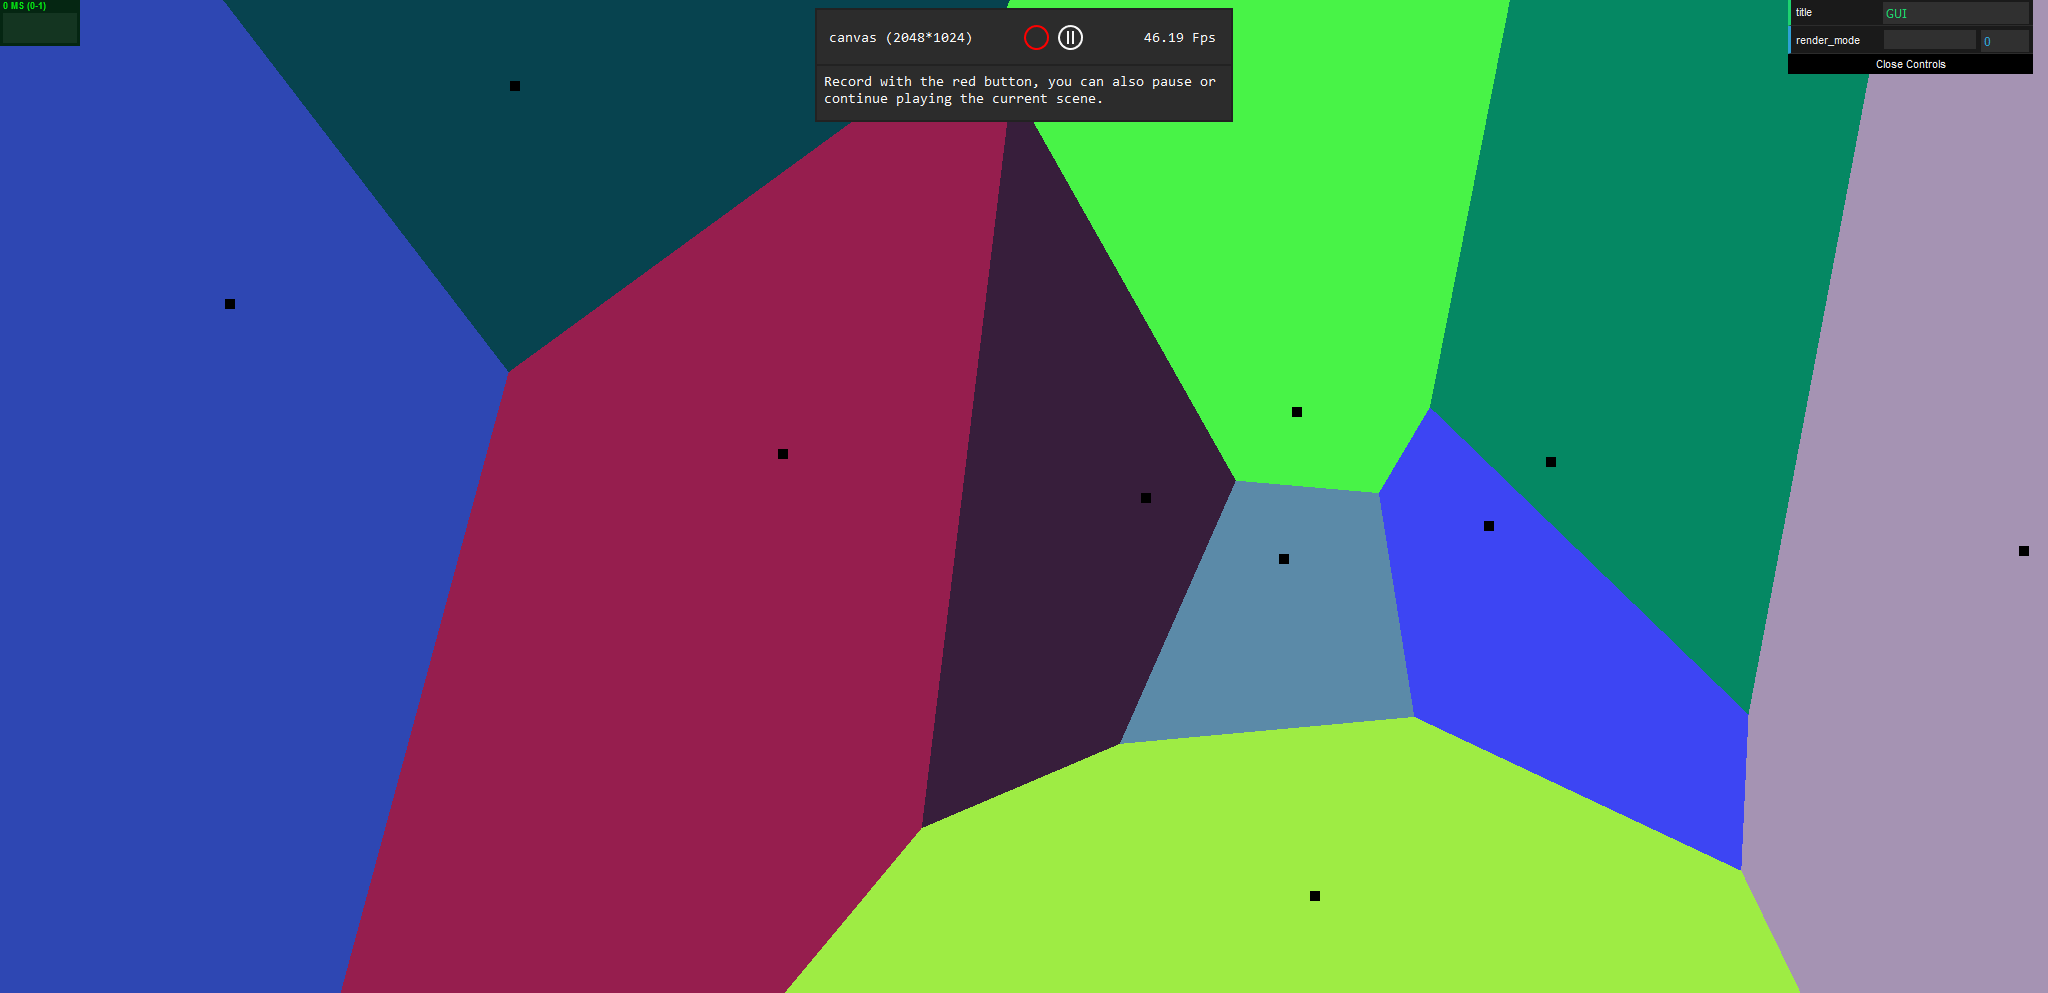 0 MS (0-1)
canvas (2048*1024)
46.19 Fps
Record with the red button, you can also pause or
continue playing the current scene.
title
GUI
render_mode
0
Close Controls